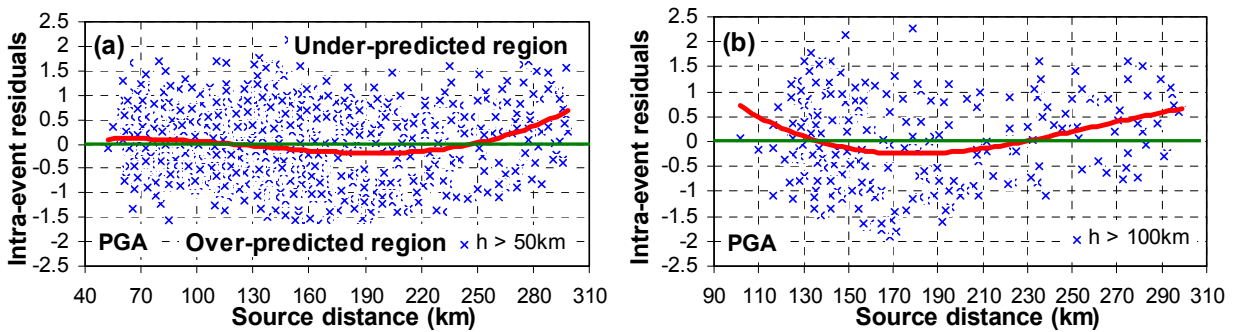 Intra-event residuals
2.5
2
1.5
1
0.5
0
-0.5
-1
-1.5
-2
-2.5
(a)
Under-predicted region
PGA
Over-predicted region
× h > 50km
40 70 100 130 160 190 220 250 280 310
Source distance (km)
Intra-event residuals
2.5
2
1.5
1
0.5
0
-0.5
-1
-1.5
-2
-2.5
(b)
PGA
× h > 100km
90 110 130 150 170 190 210 230 250 270 290 310
Source distance (km)